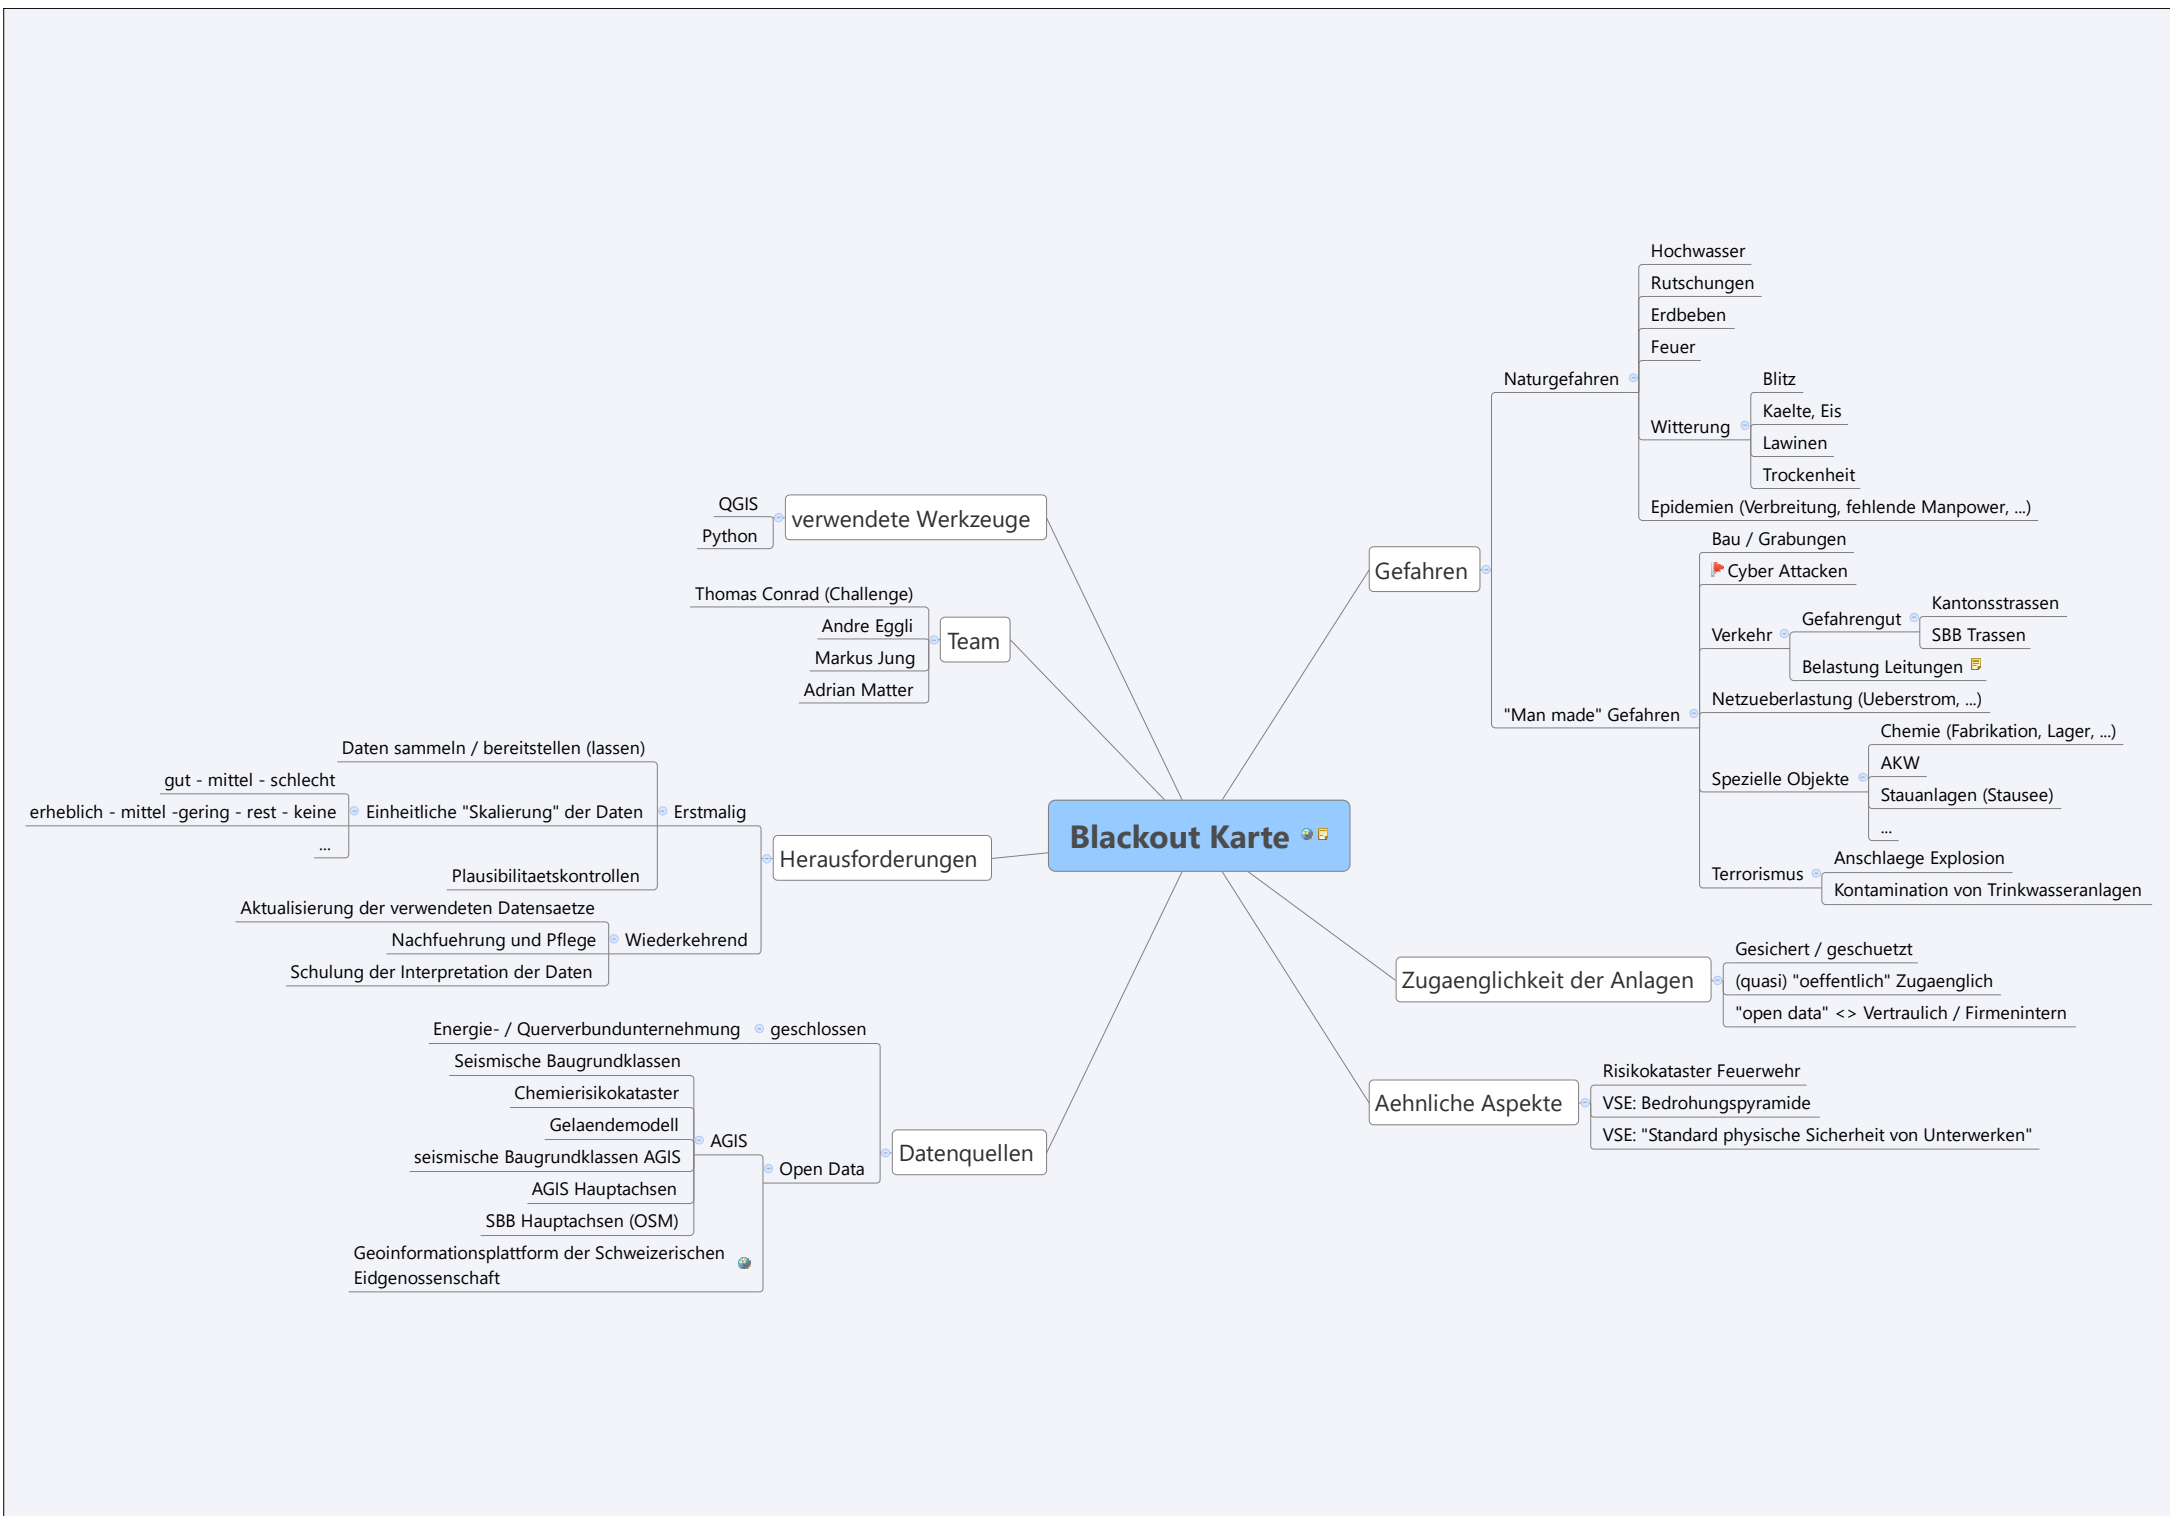 Blackout Karte
Gefahren
Naturgefahren
Hochwasser
Rutschungen
Erdbeben
Feuer
Witterung
Blitz
Kaelte, Eis
Lawinen
Trockenheit
Epidemien (Verbreitung, fehlende Manpower, ...)
"Man made" Gefahren
Bau / Grabungen
Cyber Attacken
Verkehr
Gefahrengut
Kantonsstrassen
SBB Trassen
Belastung Leitungen
Netzueberlastung (Ueberstrom, ...)
Spezielle Objekte
Chemie (Fabrikation, Lager, ...)
AKW
Stauanlagen (Stausee)
...
Terrorismus
Anschlaege Explosion
Kontamination von Trinkwasseranlagen
Zugaenglichkeit der Anlagen
Gesichert / geschuetzt
(quasi) "oeffentlich" Zugaenglich
"open data" <> Vertraulich / Firmenintern
Aehnliche Aspekte
Risikokataster Feuerwehr
VSE: Bedrohungspyramide
VSE: "Standard physische Sicherheit von Unterwerken"
verwendete Werkzeuge
QGIS
Python
Team
Thomas Conrad (Challenge)
Andre Eggli
Markus Jung
Adrian Matter
Herausforderungen
Erstmalig
Daten sammeln / bereitstellen (lassen)
Einheitliche "Skalierung" der Daten
gut - mittel - schlecht
erheblich - mittel -gering - rest - keine
...
Plausibilitaetskontrollen
Wiederkehrend
Aktualisierung der verwendeten Datensaetze
Nachfuehrung und Pflege
Schulung der Interpretation der Daten
Datenquellen
geschlossen
Energie- / Querverbundunternehmung
Open Data
AGIS
Seismische Baugrundklassen
Chemierisikokataster
Gelaendemodell
seismische Baugrundklassen AGIS
AGIS Hauptachsen
SBB Hauptachsen (OSM)
Geoinformationsplattform der Schweizerischen
Eidgenossenschaft